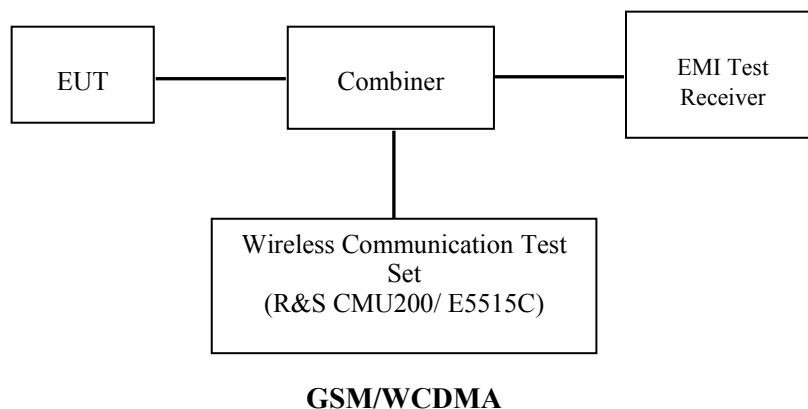 EUT
Combiner
EMI Test
Receiver
Wireless Communication Test
Set
(R&S CMU200/ E5515C)
GSM/WCDMA